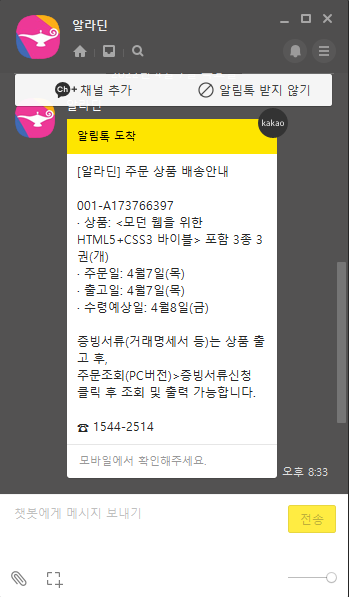 알라딘
Ch+ 채널 추가
알림톡 받지 않기
알라딘
kakao
알림톡 도착
[알라딘] 주문 상품 배송안내
001-A173766397
· 상품: <모던 웹을 위한
HTML5+CSS3 바이블> 포함 3종 3
권(개)
· 주문일: 4월7일(목)
· 출고일: 4월7일(목)
· 수령예상일: 4월8일(금)
증빙서류(거래명세서 등)는 상품 출
고 후,
주문조회(PC버전)>증빙서류신청
클릭 후 조회 및 출력 가능합니다.
☎ 1544-2514
모바일에서 확인해주세요.
오후 8:33
챗봇에게 메시지 보내기
전송